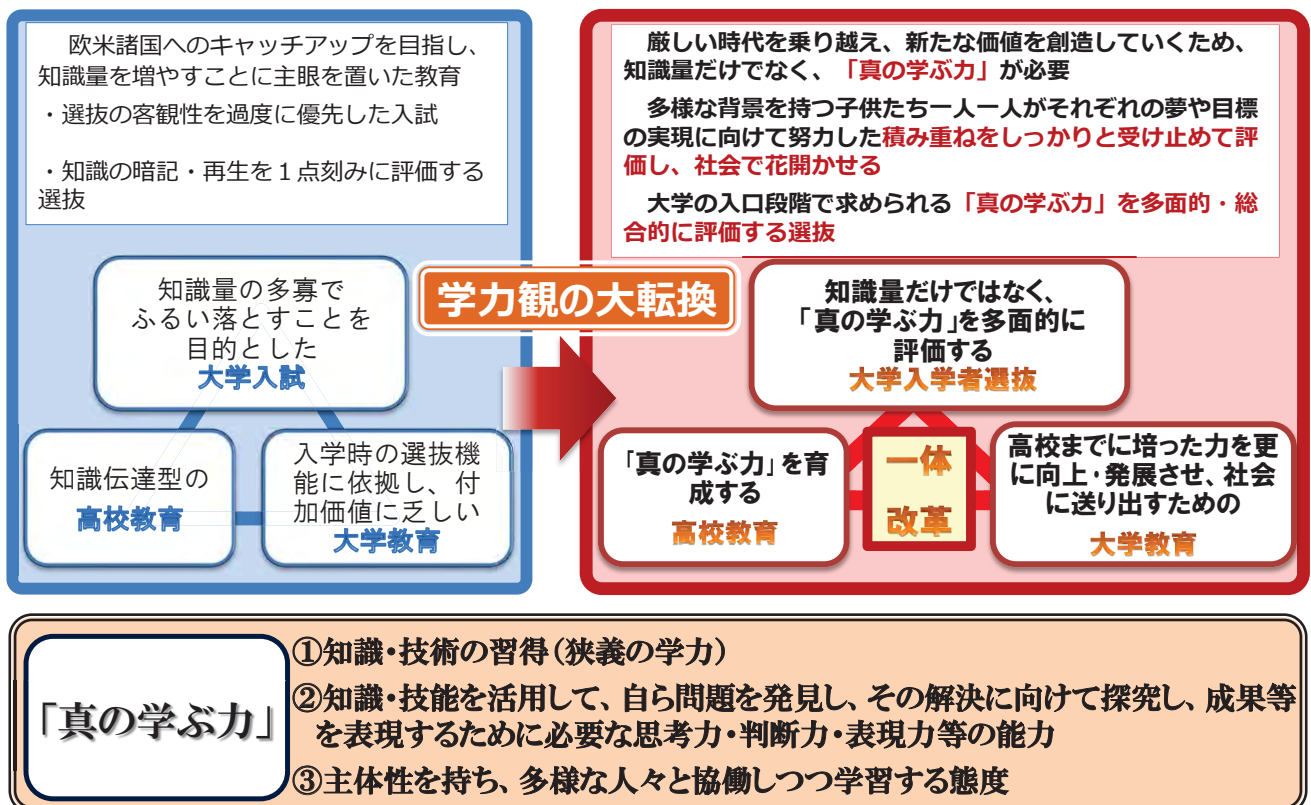 欧米諸国へのキャッチアップを目指し、
知識量を増やすことに主眼を置いた教育
・選抜の客観性を過度に優先した入試
・知識の暗記・再生を１点刻みに評価する
選抜
知識量の多寡で
ふるい落とすことを
目的とした
大学入試
知識伝達型の
高校教育
入学時の選抜機
能に依拠し、付
加価値に乏しい
大学教育
学力観の大転換
厳しい時代を乗り越え、新たな価値を創造していくため、
知識量だけでなく、「真の学ぶ力」が必要
多様な背景を持つ子供たち一人一人がそれぞれの夢や目標
の実現に向けて努力した積み重ねをしっかりと受け止めて評
価し、社会で花開かせる
大学の入口段階で求められる「真の学ぶ力」を多面的・総
合的に評価する選抜
知識量だけではなく、
「真の学ぶ力」を多面的に
評価する
大学入学者選抜
「真の学ぶ力」を育
成する
高校教育
一体
改革
高校までに培った力を更
に向上・発展させ、社会
に送り出すための
大学教育
「真の学ぶ力」
①知識・技術の習得（狭義の学力）
②知識・技能を活用して、自ら問題を発見し、その解決に向けて探究し、成果等
を表現するために必要な思考力・判断力・表現力等の能力
③主体性を持ち、多様な人々と協働しつつ学習する態度